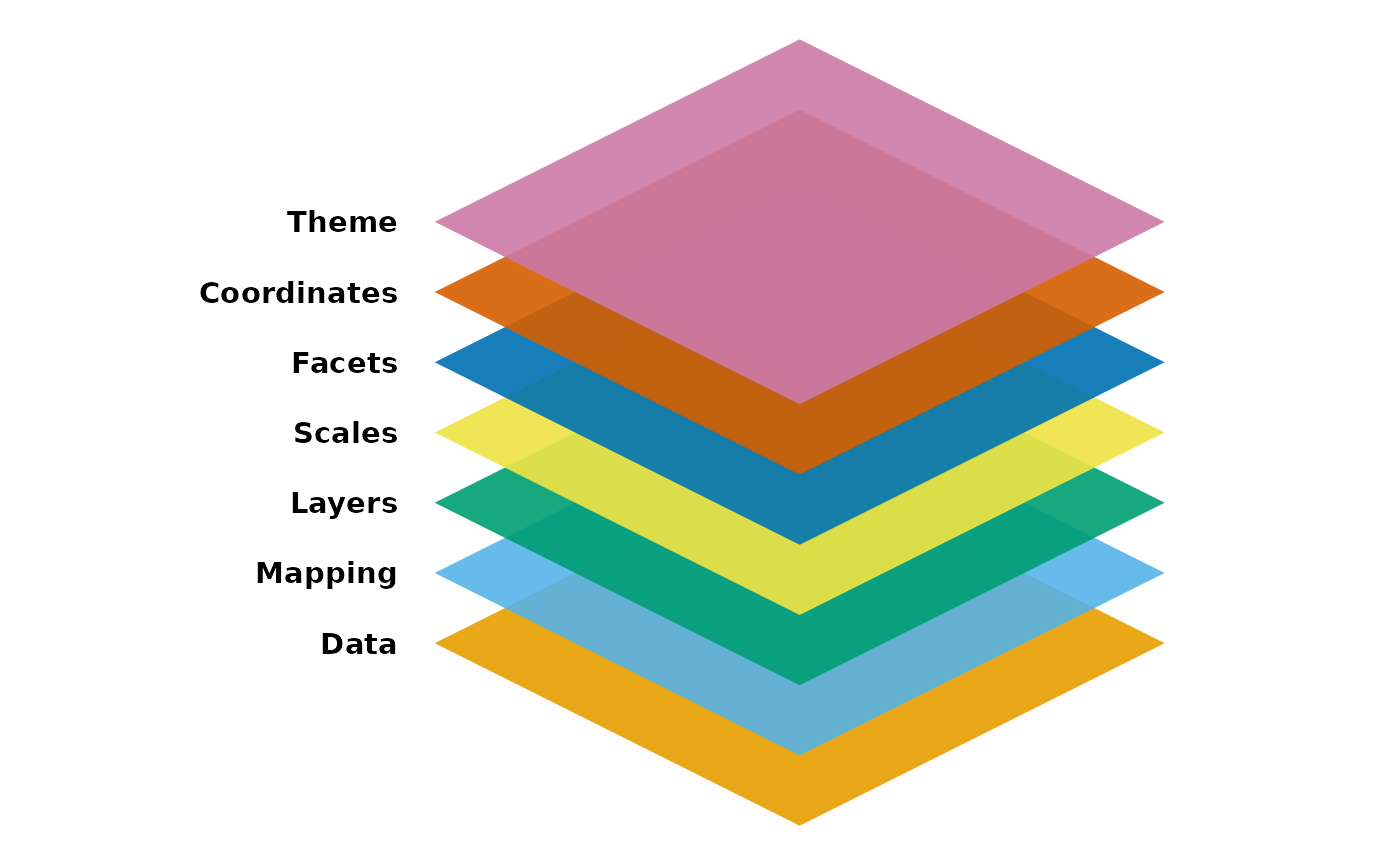 Theme
Coordinates
Facets
Scales
Layers
Mapping
Data